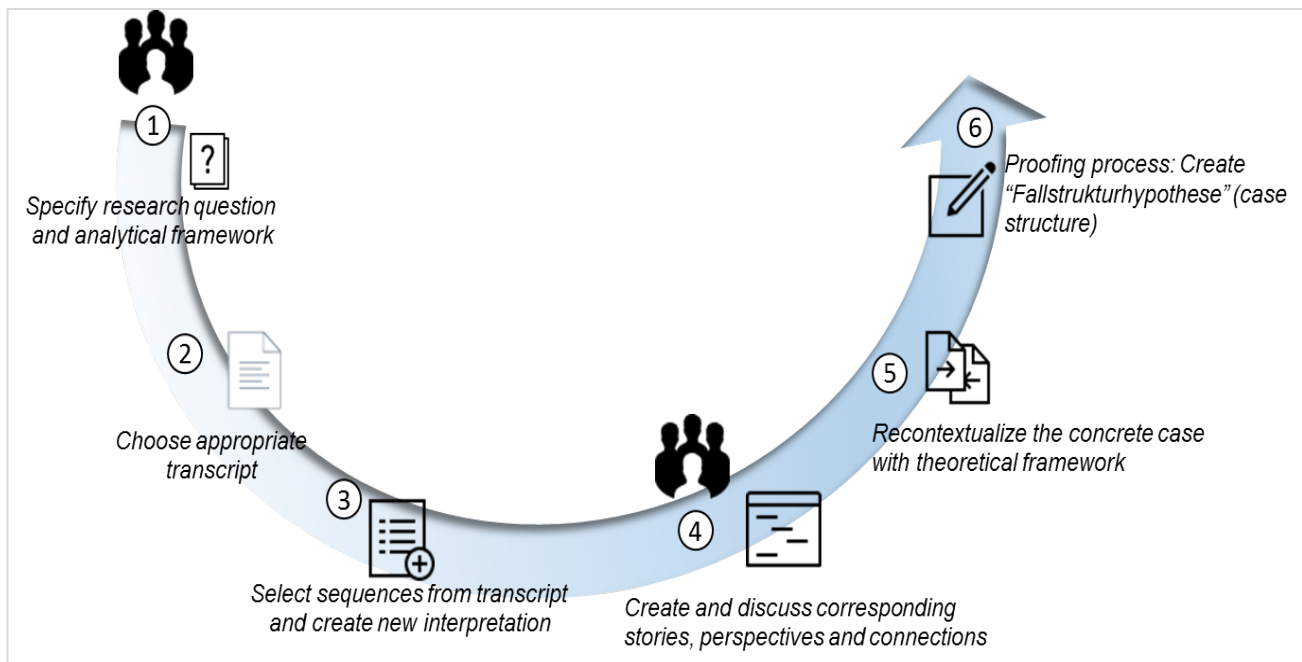 1
?
Specify research question
and analytical framework
2
Choose appropriate
transcript
3
Select sequences from transcript
and create new interpretation
4
Create and discuss corresponding
stories, perspectives and connections
5
Recontextualize the concrete case
with theoretical framework
6
Proofing process: Create
“Fallstrukturhypothese” (case
structure)